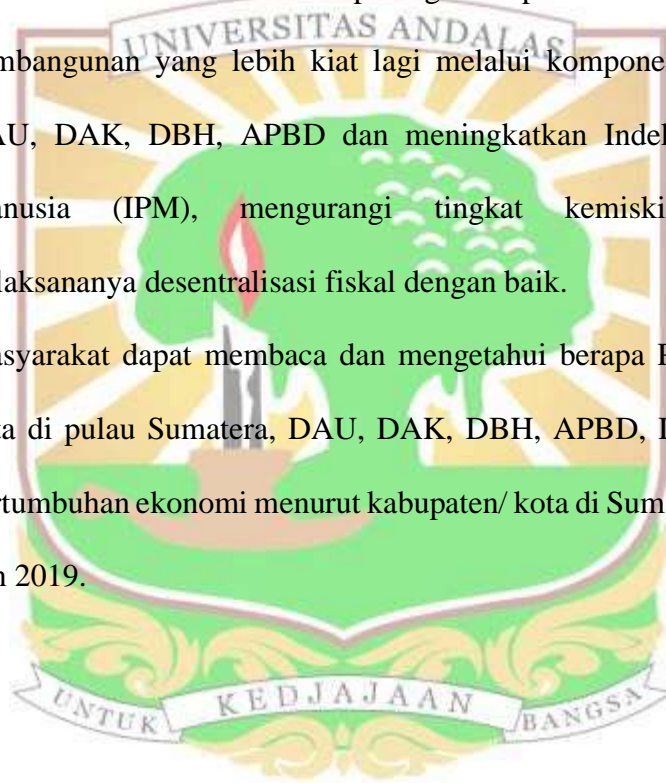 UNIVERSITAS ANDALAS
mbangunan yang lebih kiat lagi melalui kompone
AU, DAK, DBH, APBD dan meningkatkan Indek
anusia (IPM), mengurangi tingkat kemiski
laksananya desentralisasi fiskal dengan baik.
asyarakat dapat membaca dan mengetahui berapa
ta di pulau Sumatera, DAU, DAK, DBH, APBD,
rtumbuhan ekonomi menurut kabupaten/ kota di Sum
n 2019.
UNTUK KEDJAJAAN BANGSA